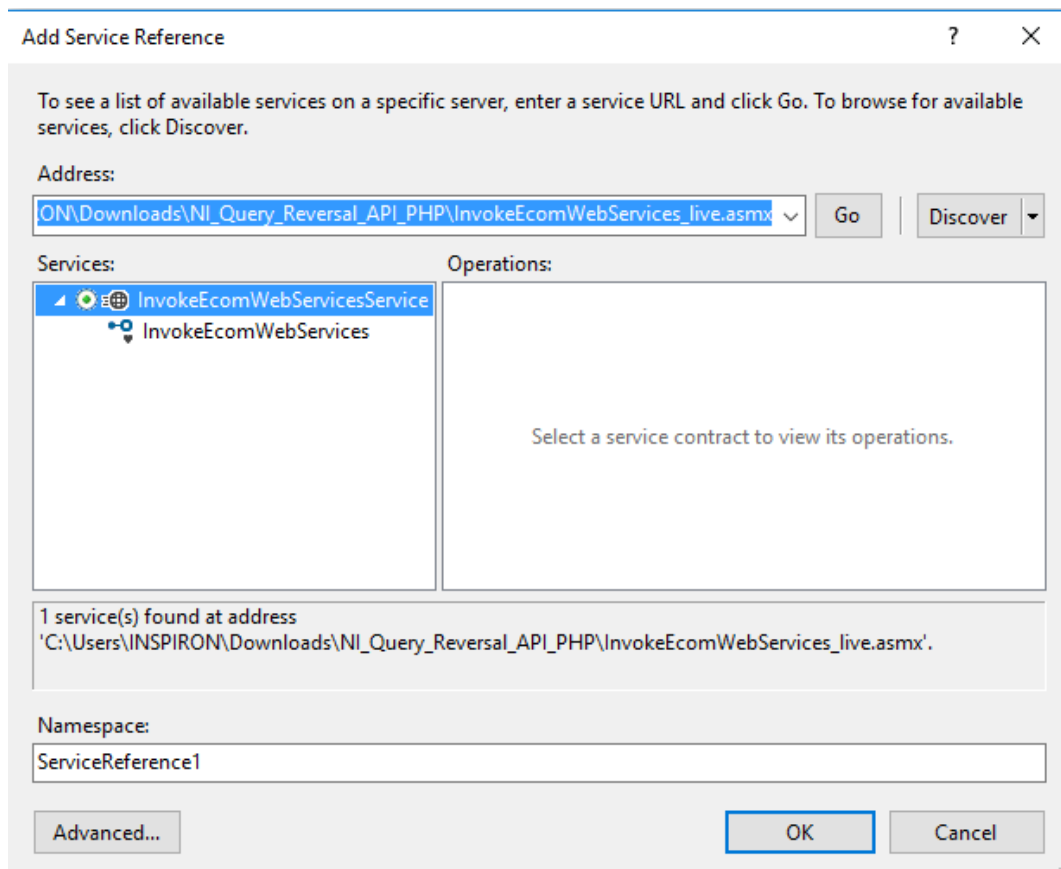 Add Service Reference ? ×
To see a list of available services on a specific server, enter a service URL and click Go. To browse for available
services, click Discover.
Address:
ON\Downloads\NI_Query_Reversal_API_PHP\InvokeEcomWebServices_live.asmx Go Discover
Services: Operations:
InvokeEcomWebServicesService
InvokeEcomWebServices
Select a service contract to view its operations.
1 service(s) found at address
'C:\Users\INSPIRON\Downloads\NI_Query_Reversal_API_PHP\InvokeEcomWebServices_live.asmx'.
Namespace:
ServiceReference1
Advanced... OK Cancel